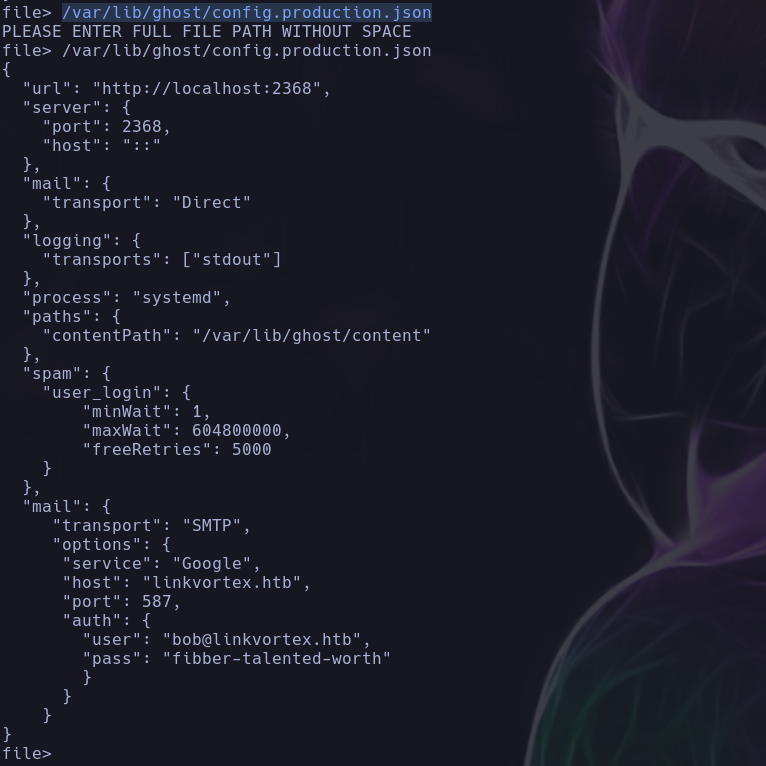 file> /var/lib/ghost/config.production.json
PLEASE ENTER FULL FILE PATH WITHOUT SPACE
file> /var/lib/ghost/config.production.json
{
  "url": "http://localhost:2368",
  "server": {
    "port": 2368,
    "host": "::"
  },
  "mail": {
    "transport": "Direct"
  },
  "logging": {
    "transports": ["stdout"]
  },
  "process": "systemd",
  "paths": {
    "contentPath": "/var/lib/ghost/content"
  },
  "spam": {
    "user_login": {
        "minWait": 1,
        "maxWait": 604800000,
        "freeRetries": 5000
    }
  },
  "mail": {
     "transport": "SMTP",
     "options": {
      "service": "Google",
      "host": "linkvortex.htb",
      "port": 587,
      "auth": {
        "user": "bob@linkvortex.htb",
        "pass": "fibber-talented-worth"
        }
      }
    }
}
file>